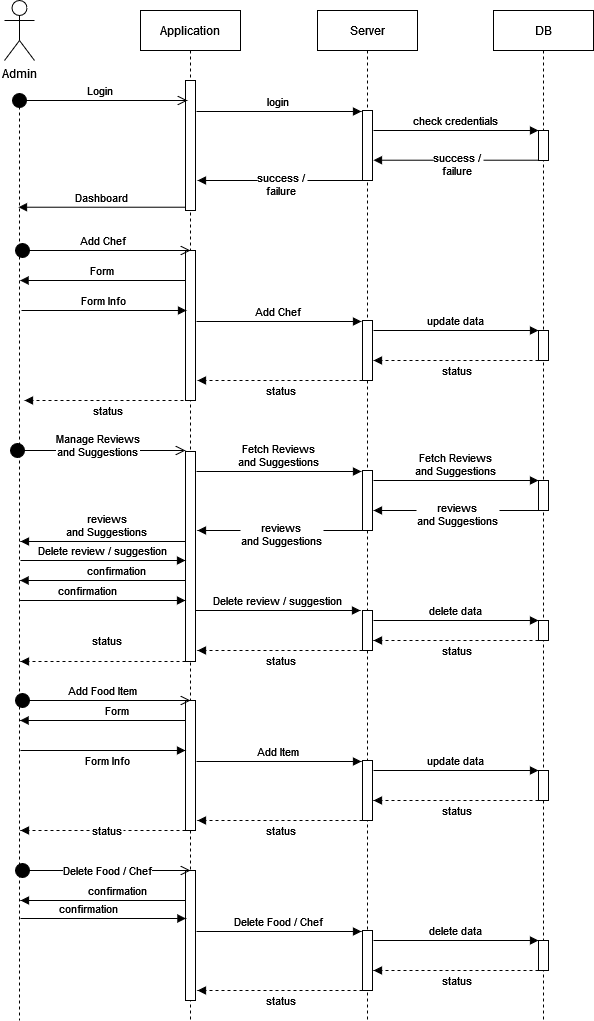 Application
Server
DB
Admin
Login
login
check credentials
success /
failure
success /
failure
Dashboard
Add Chef
Form
Form Info
Add Chef
update data
status
status
status
Manage Reviews
and Suggestions
Fetch Reviews
and Suggestions
Fetch Reviews
and Suggestions
reviews
and Suggestions
reviews
and Suggestions
reviews
and Suggestions
Delete review / suggestion
confirmation
confirmation
Delete review / suggestion
delete data
status
status
status
Add Food Item
Form
Form Info
Add Item
update data
status
status
status
Delete Food / Chef
confirmation
confirmation
Delete Food / Chef
delete data
status
status